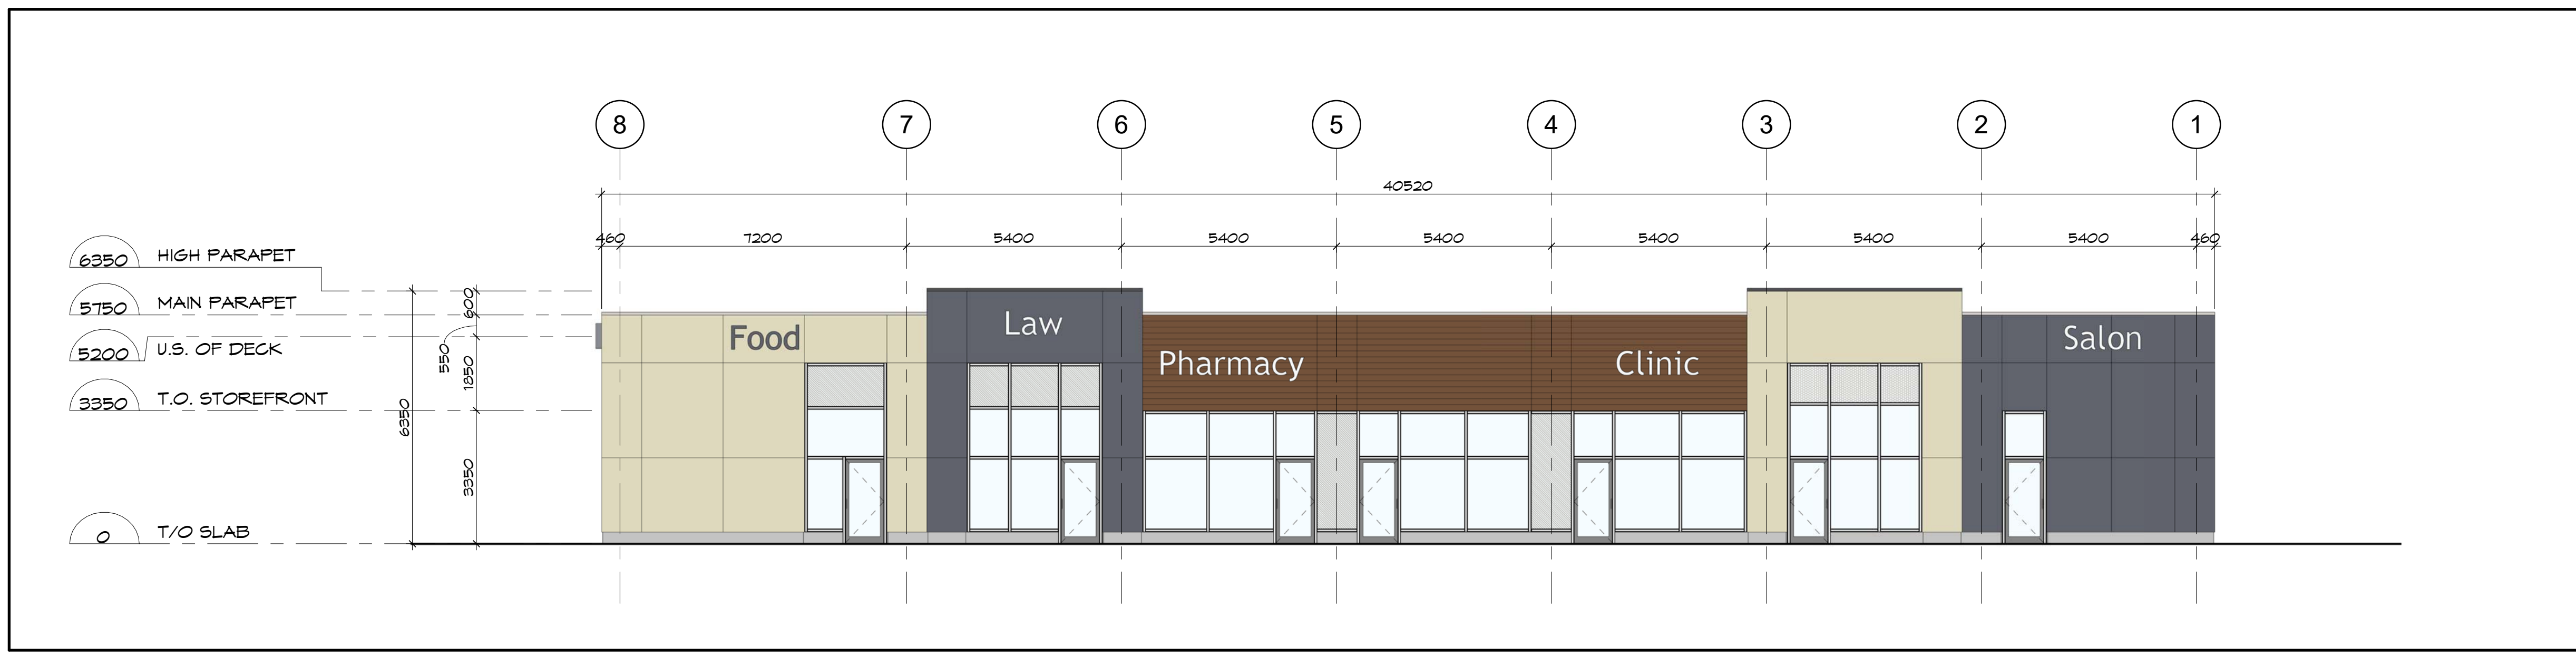 8 7 6 5 4 3 2 1
40520
460 7200 5400 5400 5400 5400 5400 5400 460
6350 HIGH PARAPET
5750 MAIN PARAPET
5200 U.S. OF DECK
3350 T.O. STOREFRONT
0 T/O SLAB
6350
550
600
1850
3350
Food
Law
Pharmacy
Clinic
Salon